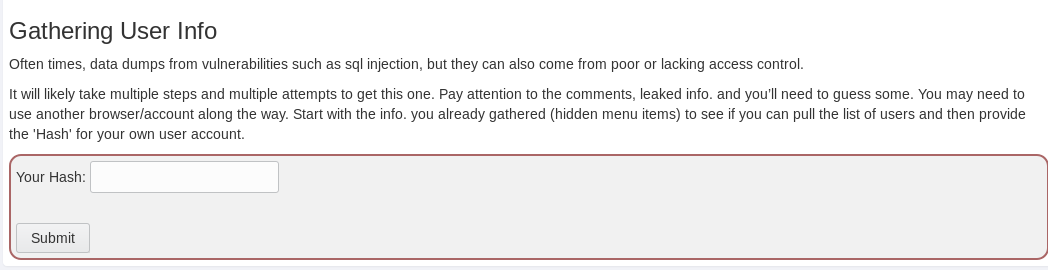 Gathering User Info
Often times, data dumps from vulnerabilities such as sql injection, but they can also come from poor or lacking access control.
It will likely take multiple steps and multiple attempts to get this one. Pay attention to the comments, leaked info. and you'll need to guess some. You may need to
use another browser/account along the way. Start with the info. you already gathered (hidden menu items) to see if you can pull the list of users and then provide
the 'Hash' for your own user account.
Your Hash:
Submit